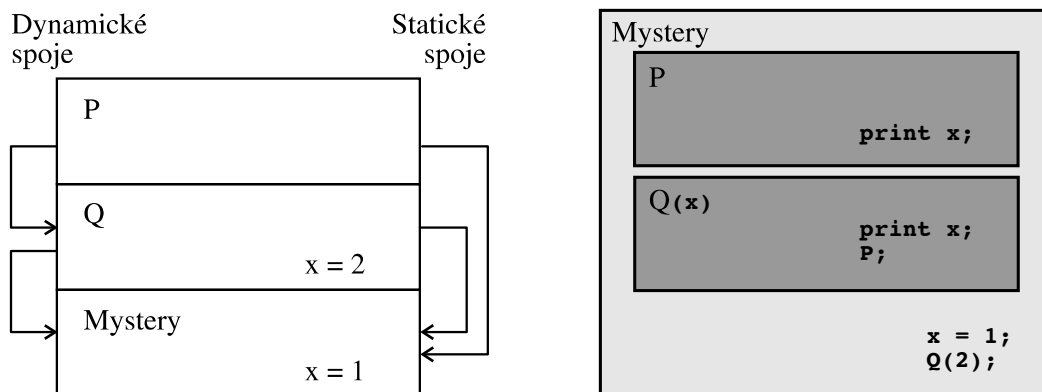 Dynamické
spoje
Statické
spoje
P
Q
x = 2
Mystery
x = 1
Mystery
P
print x;
Q(x)
print x;
P;
x = 1;
Q(2);